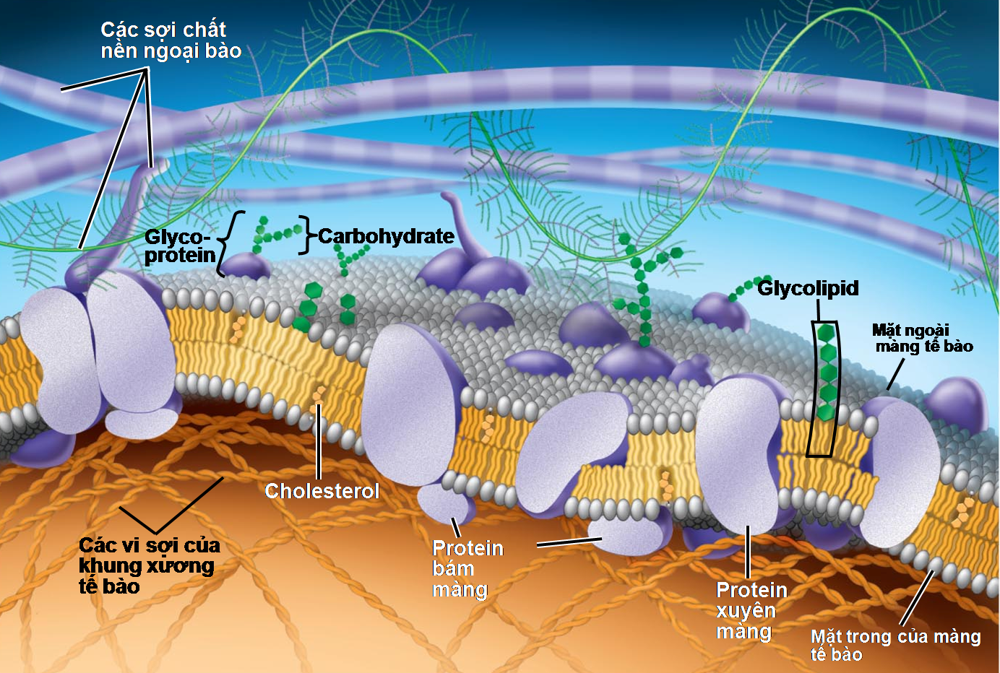 Các sợi chất
nền ngoại bào
Glyco-
protein
Carbohydrate
Glycolipid
Mặt ngoài
màng tế bào
Cholesterol
Các vi sợi của
khung xương
tế bào
Protein
bám
màng
Protein
xuyên
màng
Mặt trong của màng
tế bào